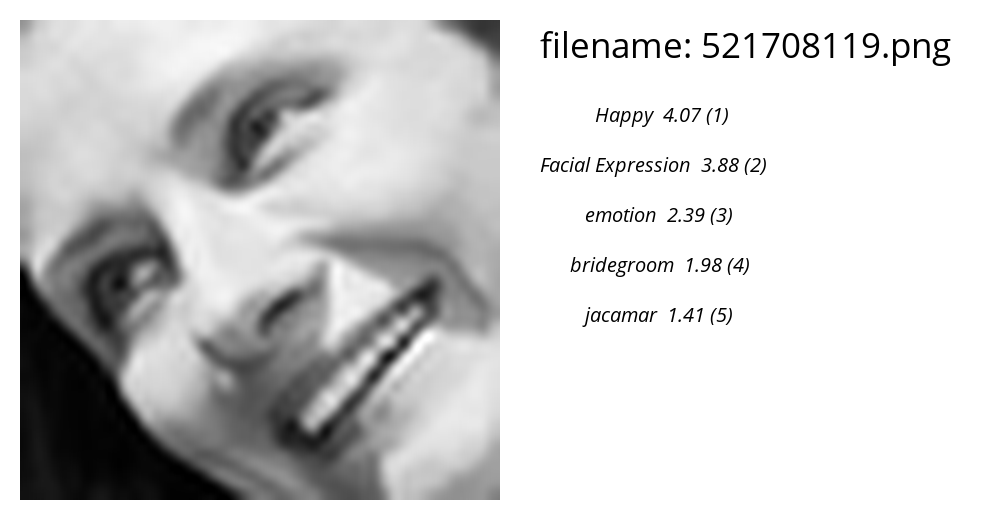 filename: 521708119.png
Happy 4.07 (1)
Facial Expression 3.88 (2)
emotion 2.39 (3)
bridegroom 1.98 (4)
jacamar 1.41 (5)